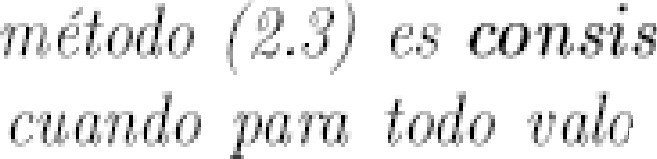 método (2.3) es consis
cuando para todo valo